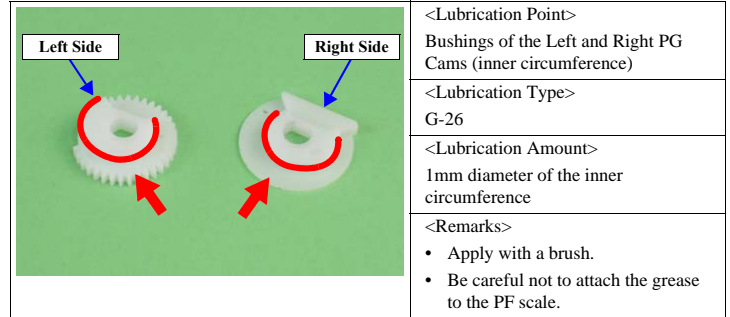 Left Side
Right Side
<Lubrication Point>
Bushings of the Left and Right PG
Cams (inner circumference)
<Lubrication Type>
G-26
<Lubrication Amount>
1mm diameter of the inner
circumference
<Remarks>
• Apply with a brush.
• Be careful not to attach the grease
to the PF scale.